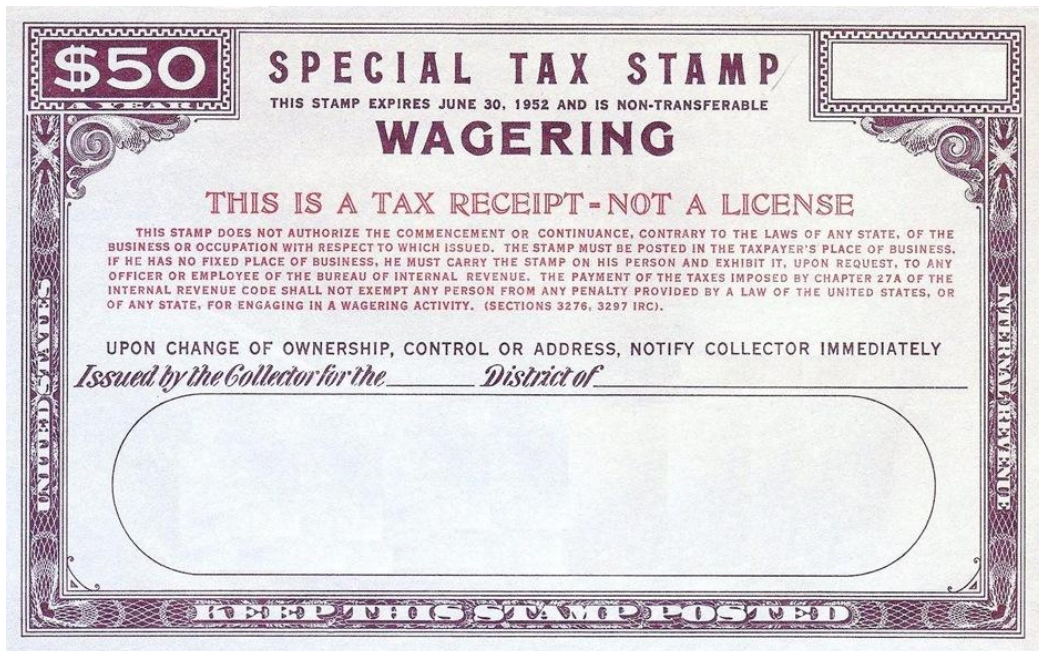 $50
A YEAR
SPECIAL TAX STAMP
THIS STAMP EXPIRES JUNE 30, 1952 AND IS NON-TRANSFERABLE
WAGERING
THIS IS A TAX RECEIPT-NOT A LICENSE
THIS STAMP DOES NOT AUTHORIZE THE COMMENCEMENT OR CONTINUANCE, CONTRARY TO THE LAWS OF ANY STATE, OF THE
BUSINESS OR OCCUPATION WITH RESPECT TO WHICH ISSUED. THE STAMP MUST BE POSTED IN THE TAXPAYER'S PLACE OF BUSINESS.
IF HE HAS NO FIXED PLACE OF BUSINESS, HE MUST CARRY THE STAMP ON HIS PERSON AND EXHIBIT IT, UPON REQUEST, TO ANY
OFFICER OR EMPLOYEE OF THE BUREAU OF INTERNAL REVENUE. THE PAYMENT OF THE TAXES IMPOSED BY CHAPTER 27A OF THE
INTERNAL REVENUE CODE SHALL NOT EXEMPT ANY PERSON FROM ANY PENALTY PROVIDED BY A LAW OF THE UNITED STATES, OR
OF ANY STATE, FOR ENGAGING IN A WAGERING ACTIVITY. (SECTIONS 3276, 3297 IRC).
UPON CHANGE OF OWNERSHIP, CONTROL OR ADDRESS, NOTIFY COLLECTOR IMMEDIATELY
Issued by the Collector for the District of
UNITED STATES
INTERNAL REVENUE
KEEP THIS STAMP POSTED